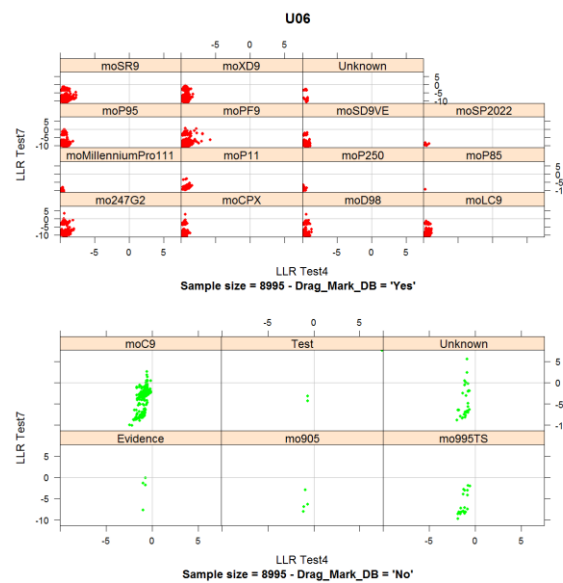 U06
-5 0 5
moSR9 moXD9 Unknown
5
0
-5
-10
moP95 moPF9 moSD9VE moSP2022
5
0
-5
-10
moMillenniumPro111 moP11 moP250 moP85
5
0
-5
-1
mo247G2 moCPX moD98 moLC9
5
0
-5
-10
-5 0 5 -5 0 5
LLR Test7
LLR Test4
Sample size = 8995 - Drag_Mark_DB = 'Yes'
-5 0 5
moC9 Test Unknown
5
0
-5
-1
Evidence mo905 mo995TS
5
0
-5
-10
-5 0 5 -5 0 5
LLR Test7
LLR Test4
Sample size = 8995 - Drag_Mark_DB = 'No'